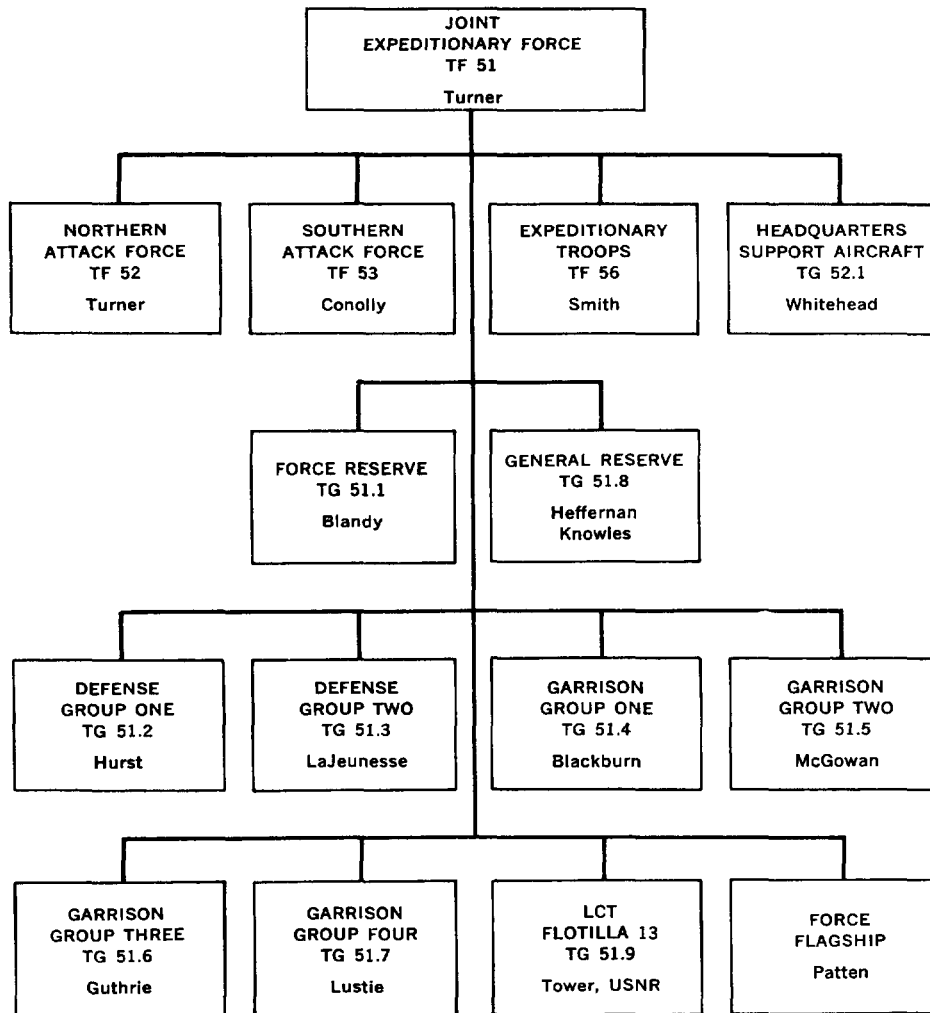 JOINT
EXPEDITIONARY FORCE
TF 51
Turner
NORTHERN
ATTACK FORCE
TF 52
Turner
SOUTHERN
ATTACK FORCE
TF 53
Conolly
EXPEDITIONARY
TROOPS
TF 56
Smith
HEADQUARTERS
SUPPORT AIRCRAFT
TG 52.1
Whitehead
FORCE RESERVE
TG 51.1
Blandy
GENERAL RESERVE
TG 51.8
Heffernan
Knowles
DEFENSE
GROUP ONE
TG 51.2
Hurst
DEFENSE
GROUP TWO
TG 51.3
LaJeunesse
GARRISON
GROUP ONE
TG 51.4
Blackburn
GARRISON
GROUP TWO
TG 51.5
McGowan
GARRISON
GROUP THREE
TG 51.6
Guthrie
GARRISON
GROUP FOUR
TG 51.7
Lustie
LCT
FLOTILLA 13
TG 51.9
Tower, USNR
FORCE
FLAGSHIP
Patten